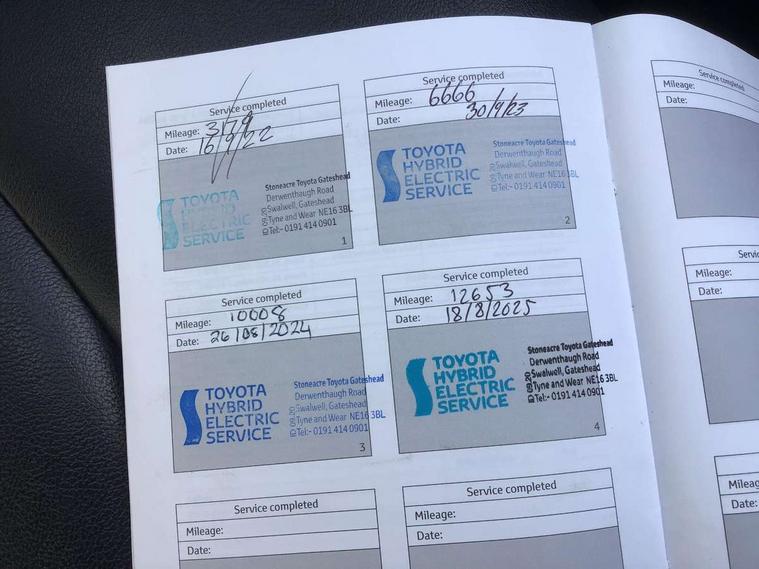 Service completed
Mileage: 3179
Date: 16/9/22
TOYOTA
HYBRID
ELECTRIC
SERVICE
Stoneacre Toyota Gateshead
Derwenthaugh Road
Swalwell, Gateshead
Tyne and Wear NE16 3BL
Tel:- 0191 414 0901
1
Service completed
Mileage: 6666
Date: 30/9/23
TOYOTA
HYBRID
ELECTRIC
SERVICE
Stoneacre Toyota Gateshead
Derwenthaugh Road
Swalwell, Gateshead
Tyne and Wear NE16 3BL
Tel:- 0191 414 0901
2
Service completed
Mileage:
Date:
Service completed
Mileage: 10008
Date: 26/08/2024
TOYOTA
HYBRID
ELECTRIC
SERVICE
Stoneacre Toyota Gateshead
Derwenthaugh Road
Swalwell, Gateshead
Tyne and Wear NE16 3BL
Tel:- 0191 414 0901
3
Service completed
Mileage: 12653
Date: 18/8/2025
TOYOTA
HYBRID
ELECTRIC
SERVICE
Stoneacre Toyota Gateshead
Derwenthaugh Road
Swalwell, Gateshead
Tyne and Wear NE16 3BL
Tel:- 0191 414 0901
4
Mileage:
Date:
Service completed
Mileage:
Date:
Service completed
Mileage:
Date:
Date: